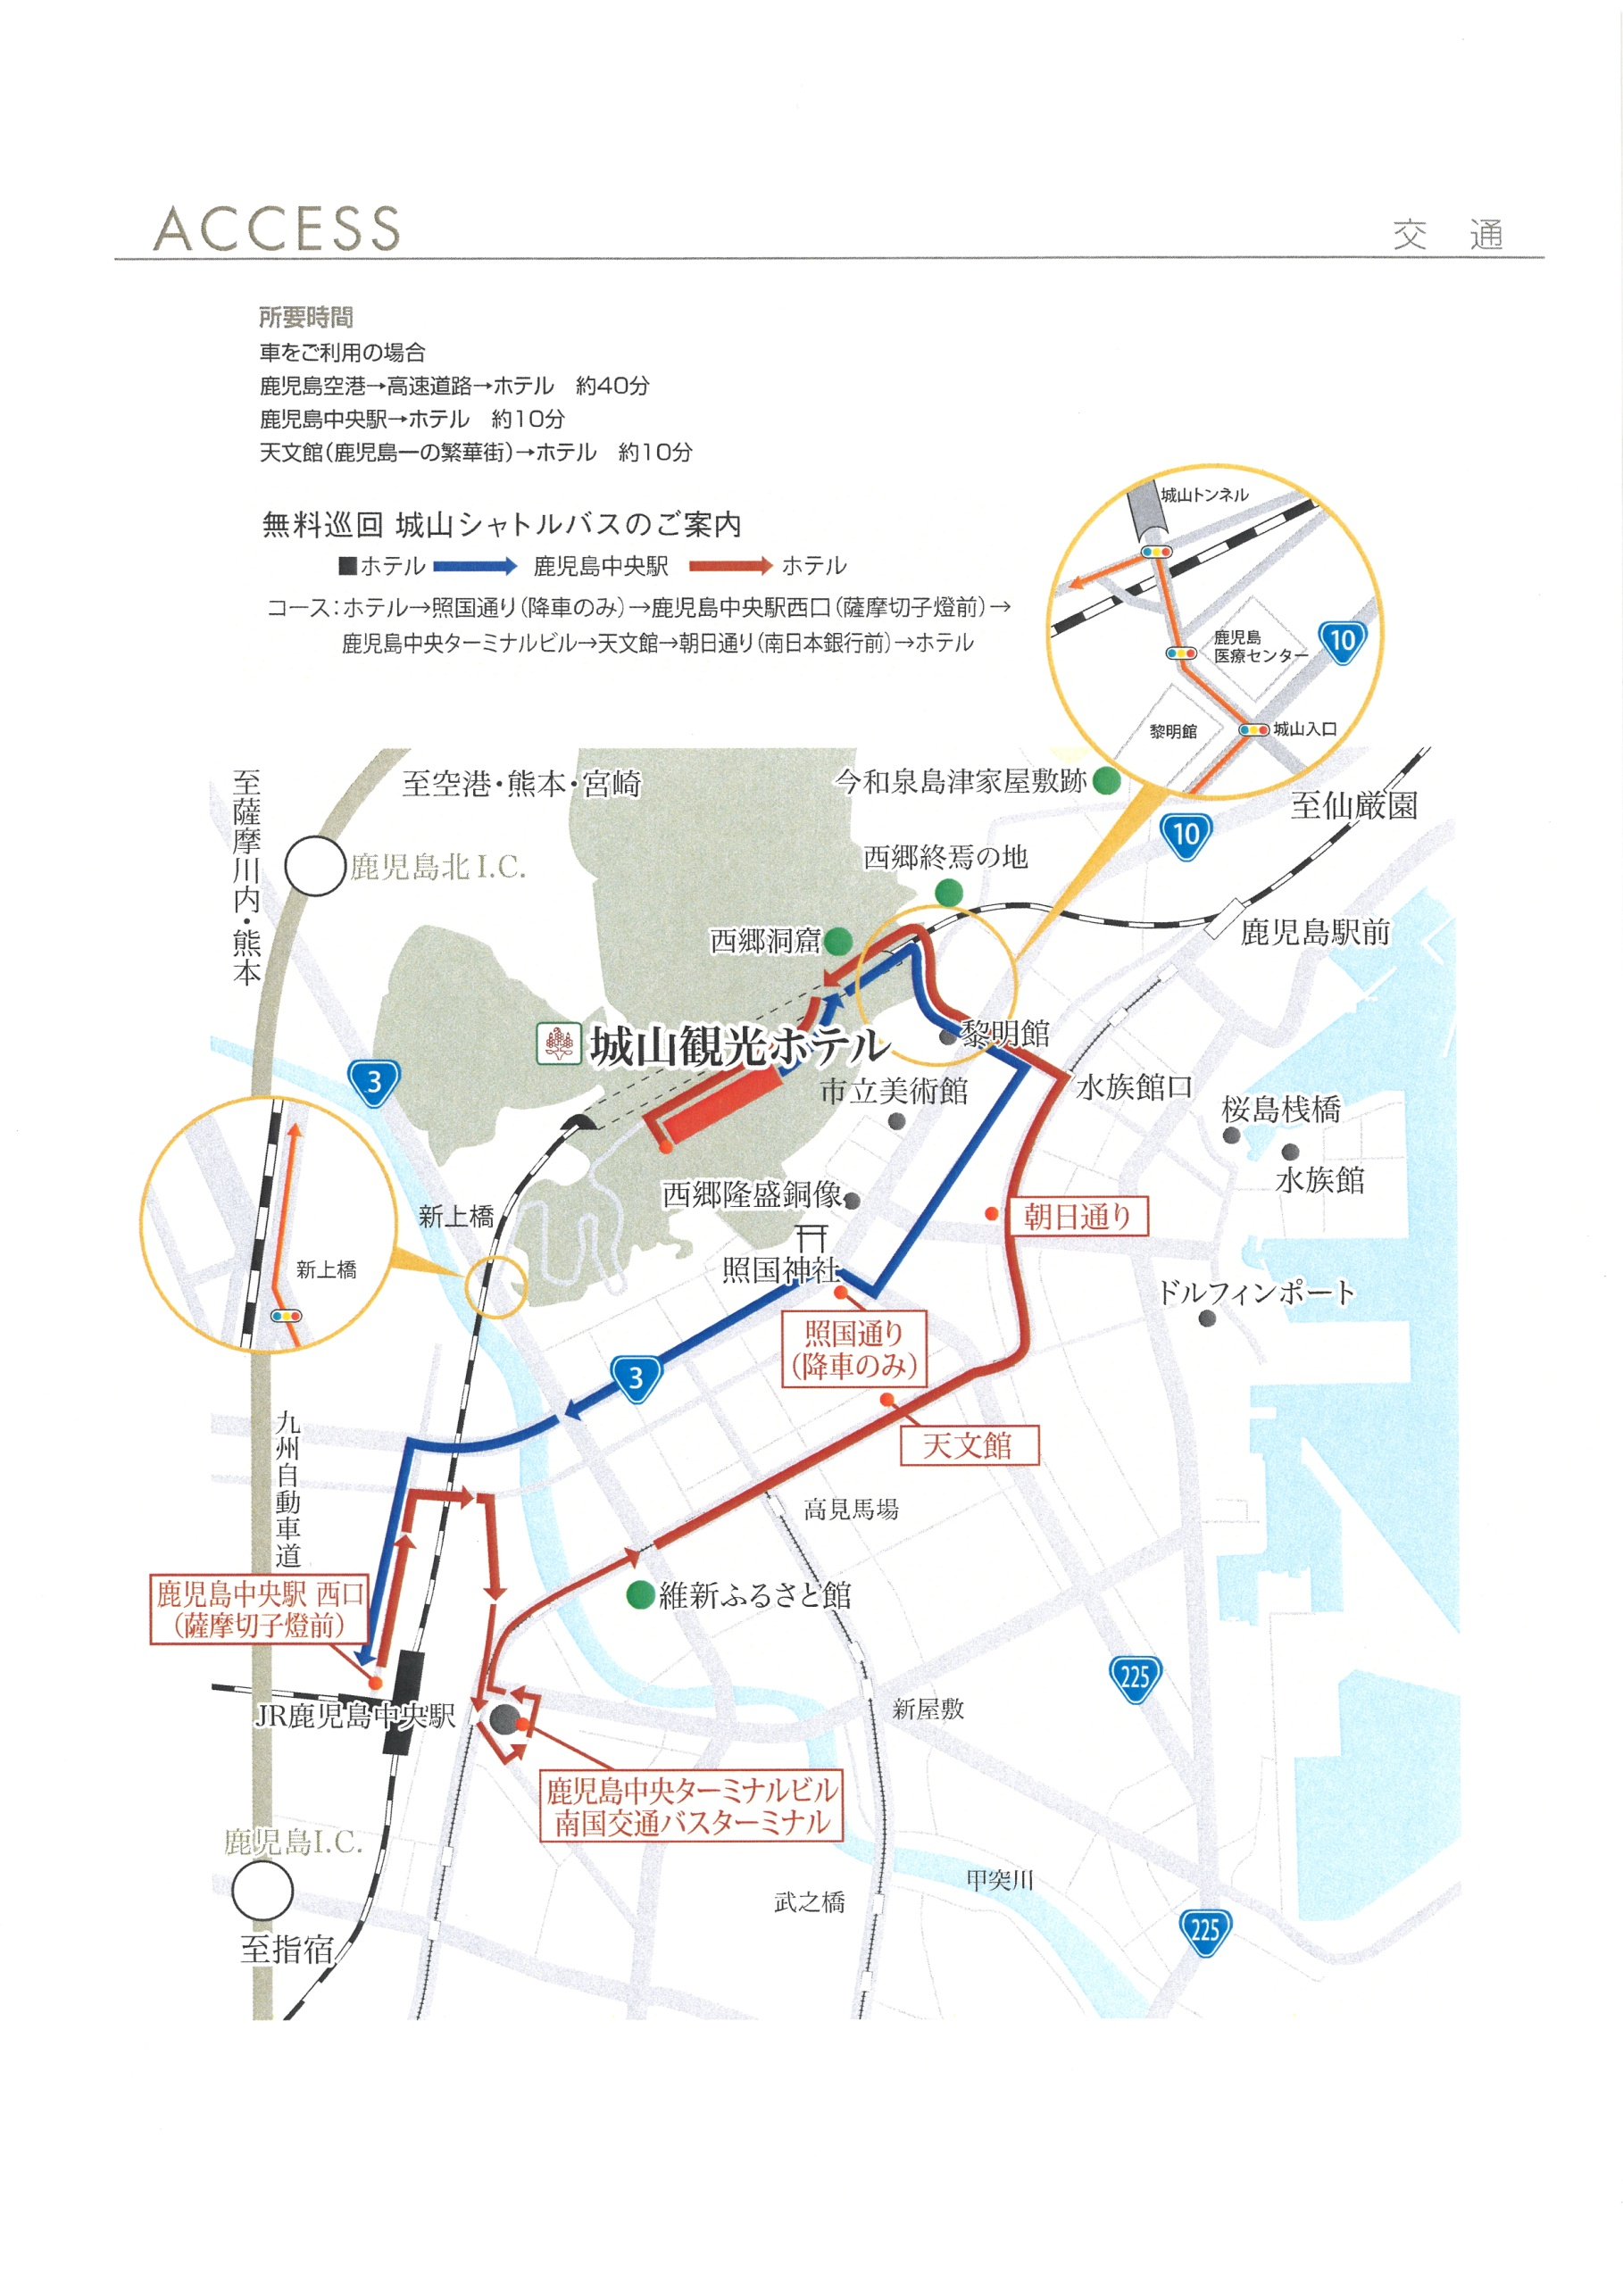 ACCESS
交　通
所要時間
車をご利用の場合
鹿児島空港→高速道路→ホテル　約40分
鹿児島中央駅→ホテル　約10分
天文館(鹿児島一の繁華街)→ホテル　約10分
無料巡回 城山シャトルバスのご案内
■ホテル 鹿児島中央駅 ホテル
コース:ホテル→照国通り(降車のみ)→鹿児島中央駅西口(薩摩切子燈前)→
鹿児島中央ターミナルビル→天文館→朝日通り(南日本銀行前)→ホテル
城山トンネル
鹿児島
医療センター
10
黎明館
城山入口
至薩摩川内・熊本
至空港・熊本・宮崎
今和泉島津家屋敷跡
至仙厳園
10
鹿児島北I.C.
西郷終焉の地
西郷洞窟
鹿児島駅前
城山観光ホテル
黎明館
3
市立美術館
水族館口
桜島桟橋
水族館
西郷隆盛銅像
新上橋
朝日通り
新上橋
照国神社
ドルフィンポート
照国通り
(降車のみ)
3
九州自動車道
天文館
高見馬場
鹿児島中央駅 西口
(薩摩切子燈前)
維新ふるさと館
225
JR鹿児島中央駅
新屋敷
鹿児島中央ターミナルビル
南国交通バスターミナル
鹿児島I.C.
甲突川
武之橋
225
至指宿